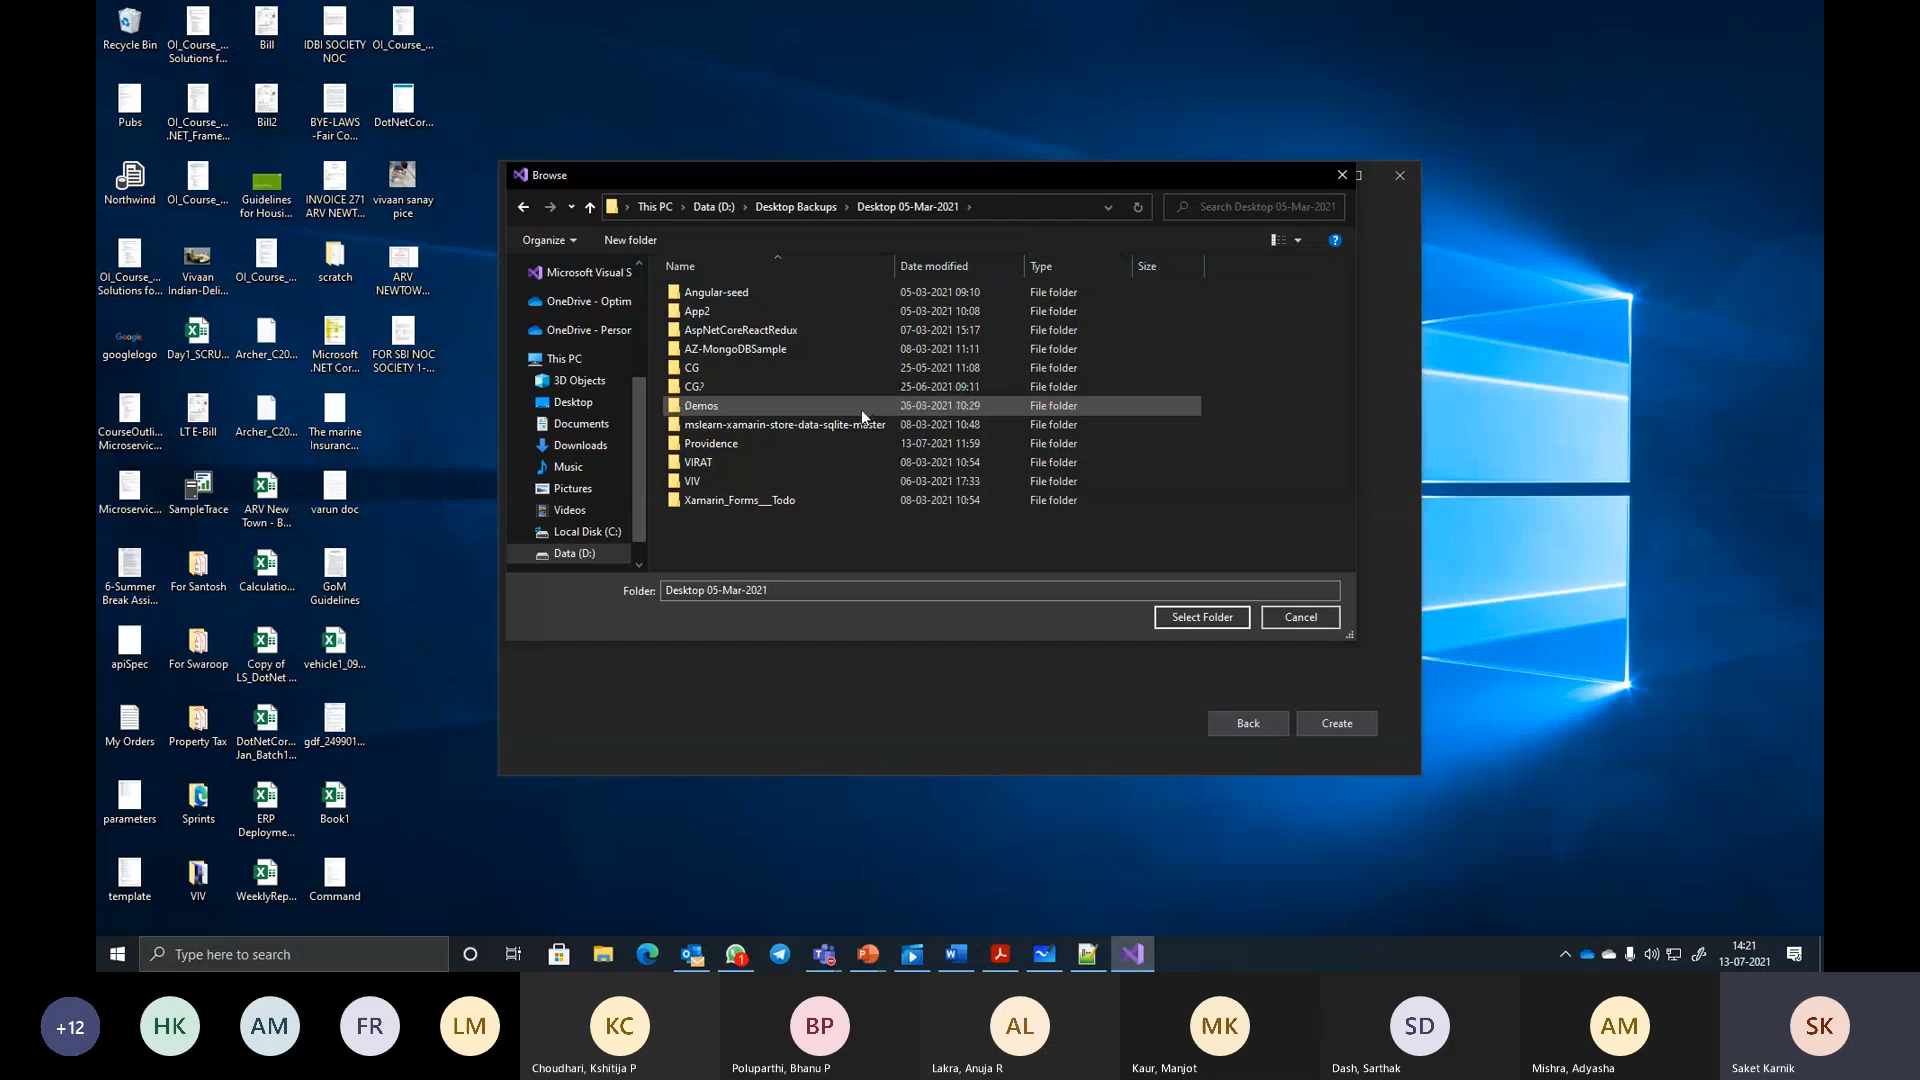 Recycle Bin
OI_Course_...
Solutions f...
Bill
IDBI SOCIETY
NOC
OI_Course_...
Pubs
OI_Course_...
.NET_Frame...
Bill2
BYE-LAWS
-Fair Co...
DotNetCor...
Northwind
OI_Course_...
Guidelines
for Housi...
INVOICE 271
ARV NEWT...
vivaan sanay
pice
OI_Course_...
Solutions fo...
Vivaan
Indian-Deli...
OI_Course_...
scratch
ARV
NEWTOW...
Google
googlelogo
Day1_SCRU...
Archer_C20...
Microsoft
.NET Cor...
FOR SBI NOC
SOCIETY 1-...
CourseOutli...
Microservic...
LT E-Bill
Archer_C20...
The marine
Insuranc...
Microservic...
SampleTrace
ARV New
Town - B...
varun doc
6-Summer
Break Assi...
For Santosh
Calculatio...
GoM
Guidelines
apiSpec
For Swaroop
Copy of
LS_DotNet ...
vehicle1_09...
My Orders
Property Tax
DotNetCor...
Jan_Batch1...
gdf_249901...
parameters
Sprints
ERP
Deployme...
Book1
template
VIV
WeeklyRep...
Command
Browse
This PC > Data (D:) > Desktop Backups > Desktop 05-Mar-2021 >
Search Desktop 05-Mar-2021
Organize
New folder
Microsoft Visual S
OneDrive - Optim
OneDrive - Persor
This PC
3D Objects
Desktop
Documents
Downloads
Music
Pictures
Videos
Local Disk (C:)
Data (D:)
Name Date modified Type Size
Angular-seed 05-03-2021 09:10 File folder
App2 05-03-2021 10:08 File folder
AspNetCoreReactRedux 07-03-2021 15:17 File folder
AZ-MongoDBSample 08-03-2021 11:11 File folder
CG 25-05-2021 11:08 File folder
25-06-2021 09:11 File folder
Demos 10:29 File folder
mslearn-xamarin-store-data-sqlite-master 08-03-2021 10:48 File folder
Providence 13-07-2021 11:59 File folder
VIRAT 08-03-2021 10:54 File folder
VIV 06-03-2021 17:33 File folder
Xamarin_Forms__Todo 08-03-2021 10:54 File folder
Folder: Desktop 05-Mar-2021
Select Folder
Cancel
Back
Create
Type here to search
14:21
13-07-2021
+12
HK
AM
FR
LM
KC
Choudhari, Kshitija P
BP
Poluparthi, Bhanu P
AL
Lakra, Anuja R
MK
Kaur, Manjot
SD
Dash, Sarthak
AM
Mishra, Adyasha
SK
Saket Karnik